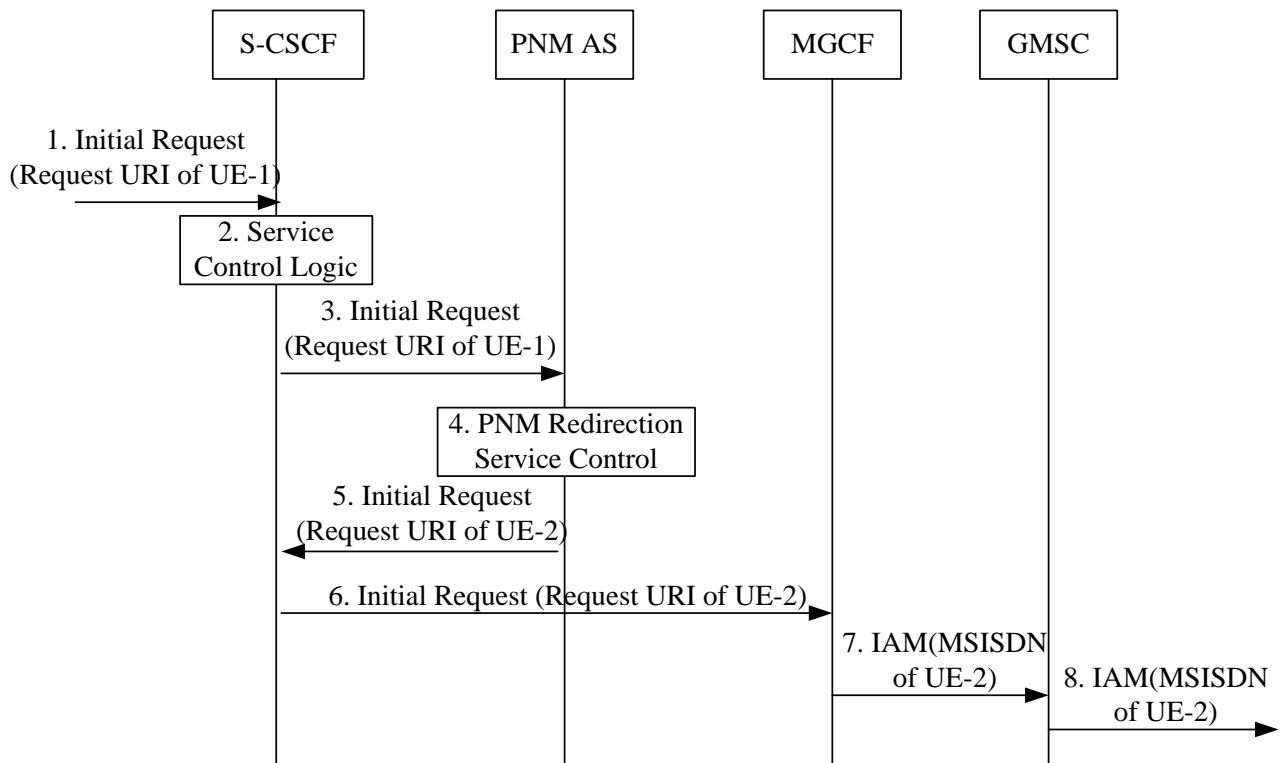 S-CSCF
PNM AS
MGCF
GMSC
1. Initial Request
(Request URI of UE-1)
2. Service
Control Logic
3. Initial Request
(Request URI of UE-1)
4. PNM Redirection
Service Control
5. Initial Request
(Request URI of UE-2)
6. Initial Request (Request URI of UE-2)
7. IAM(MSISDN
of UE-2)
8. IAM(MSISDN
of UE-2)